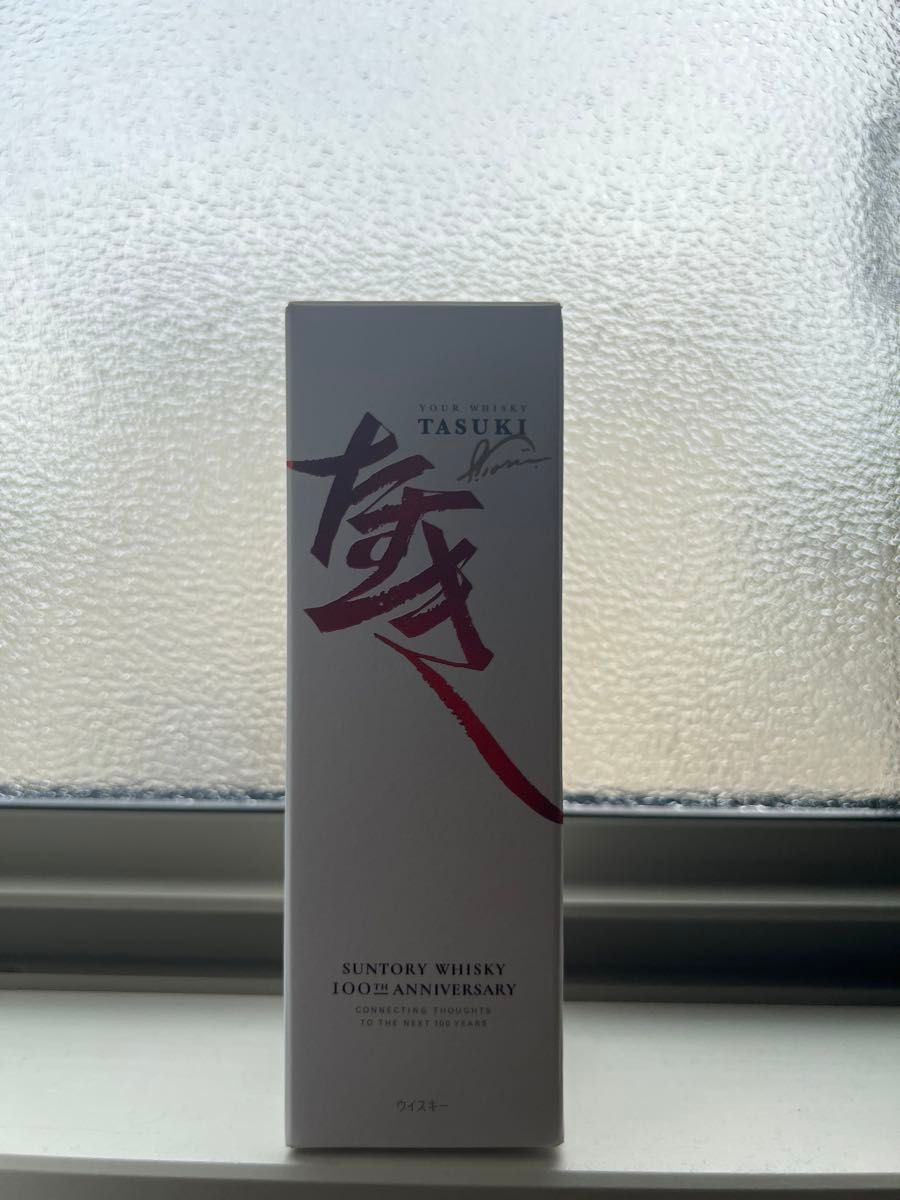 YOUR WHISKY
TASUKI
たすき
SUNTORY WHISKY
100TH ANNIVERSARY
CONNECTING THOUGHTS
TO THE NEXT 100 YEARS
ウイスキー